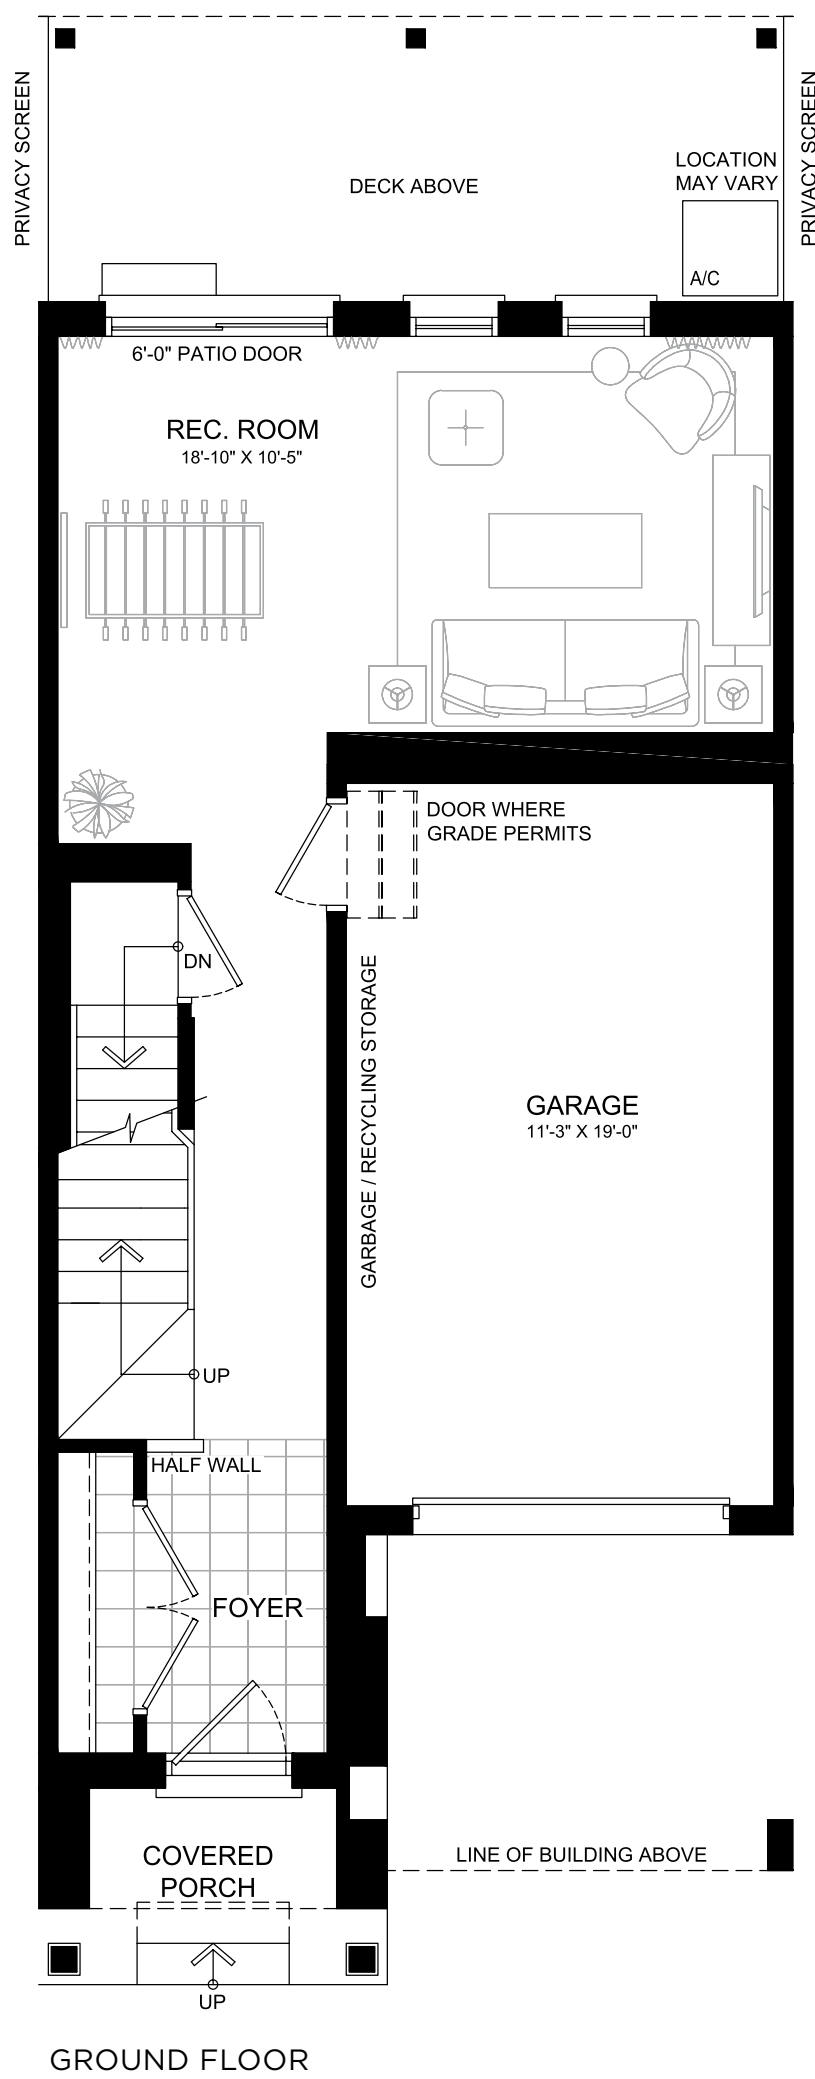 PRIVACY SCREEN
PRIVACY SCREEN
LOCATION
MAY VARY
DECK ABOVE
A/C
6'-0" PATIO DOOR
REC. ROOM
18'-10" X 10'-5"
DOOR WHERE
GRADE PERMITS
DN
GARBAGE / RECYCLING STORAGE
GARAGE
11'-3" X 19'-0"
UP
HALF WALL
FOYER
COVERED
PORCH
LINE OF BUILDING ABOVE
UP
GROUND FLOOR